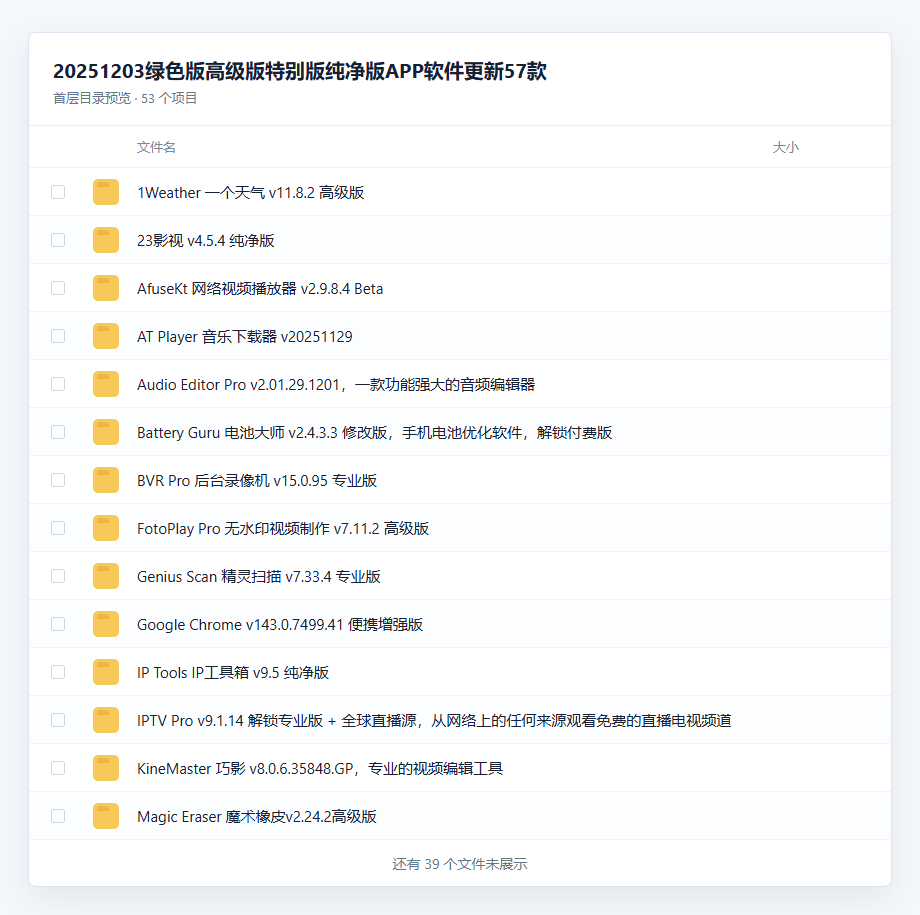 20251203绿色版高级版特别版纯净版APP软件更新57款
首层目录预览 · 53 个项目
文件名 大小
1Weather 一个天气 v11.8.2 高级版
23影视 v4.5.4 纯净版
AfuseKt 网络视频播放器 v2.9.8.4 Beta
AT Player 音乐下载器 v20251129
Audio Editor Pro v2.01.29.1201，一款功能强大的音频编辑器
Battery Guru 电池大师 v2.4.3.3 修改版，手机电池优化软件，解锁付费版
BVR Pro 后台录像机 v15.0.95 专业版
FotoPlay Pro 无水印视频制作 v7.11.2 高级版
Genius Scan 精灵扫描 v7.33.4 专业版
Google Chrome v143.0.7499.41 便携增强版
IP Tools IP工具箱 v9.5 纯净版
IPTV Pro v9.1.14 解锁专业版 + 全球直播源，从网络上的任何来源观看免费的直播电视频道
KineMaster 巧影 v8.0.6.35848.GP，专业的视频编辑工具
Magic Eraser 魔术橡皮v2.24.2高级版
还有 39 个文件未展示